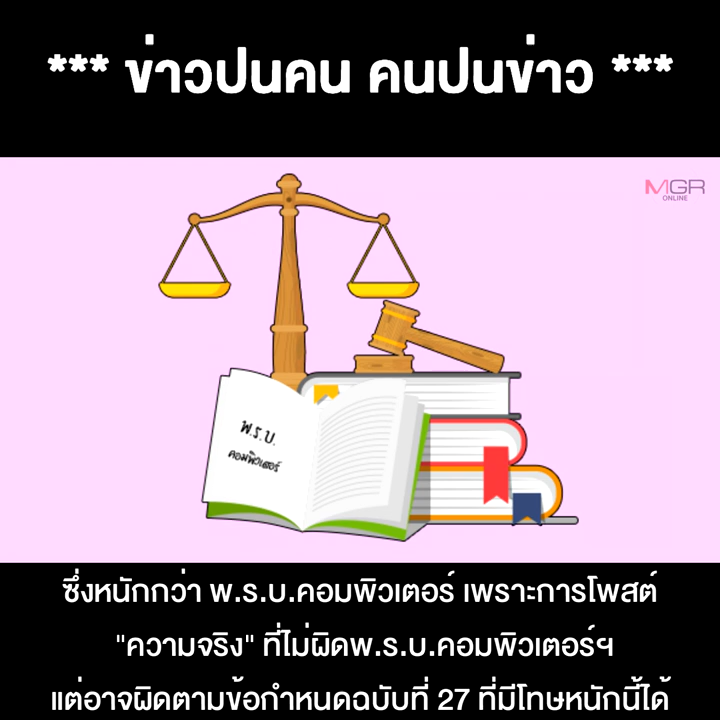 *** ข่าวปนคน คนปนข่าว ***
MGR
ONLINE
พ.ร.บ.
คอมพิวเตอร์
ซึ่งหนักกว่า พ.ร.บ.คอมพิวเตอร์ เพราะการโพสต์
"ความจริง" ที่ไม่ผิดพ.ร.บ.คอมพิวเตอร์ฯ
แต่อาจผิดตามข้อกำหนดฉบับที่ 27 ที่มีโทษหนักนี้ได้